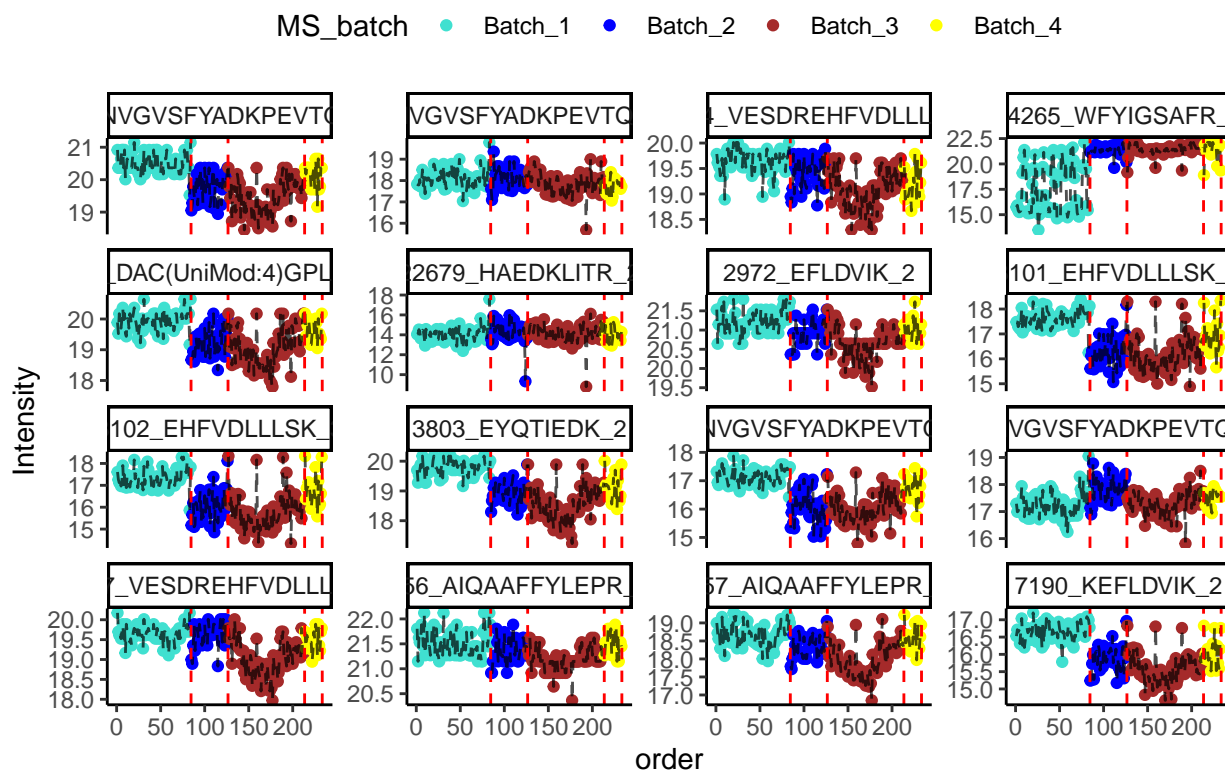 MS_batch Batch_1 Batch_2 Batch_3 Batch_4
NVGVSFYADKPEVTQ VGVSFYADKPEVTQ 4_VESDREHFVDLLL 4265_WFYIGSAFR_
21 20 19
19 18 17 16
20.0 19.5 19.0 18.5
22.5 20.0 17.5 15.0
_DAC(UniMod:4)GPL 22679_HAEDKLITR_2 2972_EFLDVIK_2 101_EHFVDLLLSK_
20 19 18
18 16 14 12 10
21.5 21.0 20.5 20.0 19.5
18 17 16 15
102_EHFVDLLLSK_ 3803_EYQTIEDK_2 NVGVSFYADKPEVTQ VGVSFYADKPEVTQ
18 17 16 15
20 19 18
18 17 16 15
19 18 17 16
7_VESDREHFVDLLL 56_AIQAAFFYLEPR_ 57_AIQAAFFYLEPR_ 7190_KEFLDVIK_2
20.0 19.5 19.0 18.5 18.0
22.0 21.5 21.0 20.5
19.0 18.5 18.0 17.5 17.0
17.0 16.5 16.0 15.5 15.0
0 50 100 150 200
0 50 100 150 200
0 50 100 150 200
0 50 100 150 200
Intensity
order